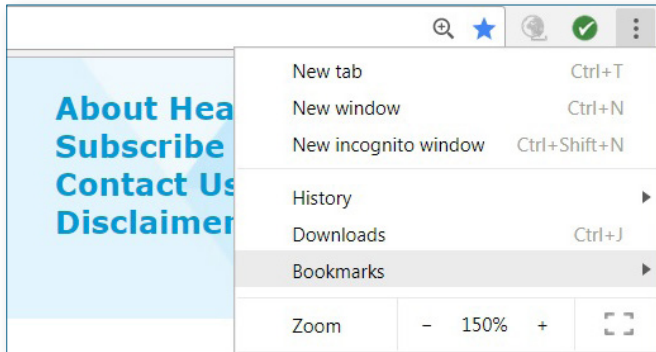 About Hea
Subscribe
Contact Us
Disclaimer
New tab Ctrl+T
New window Ctrl+N
New incognito window Ctrl+Shift+N
History
Downloads Ctrl+J
Bookmarks
Zoom - 150% +